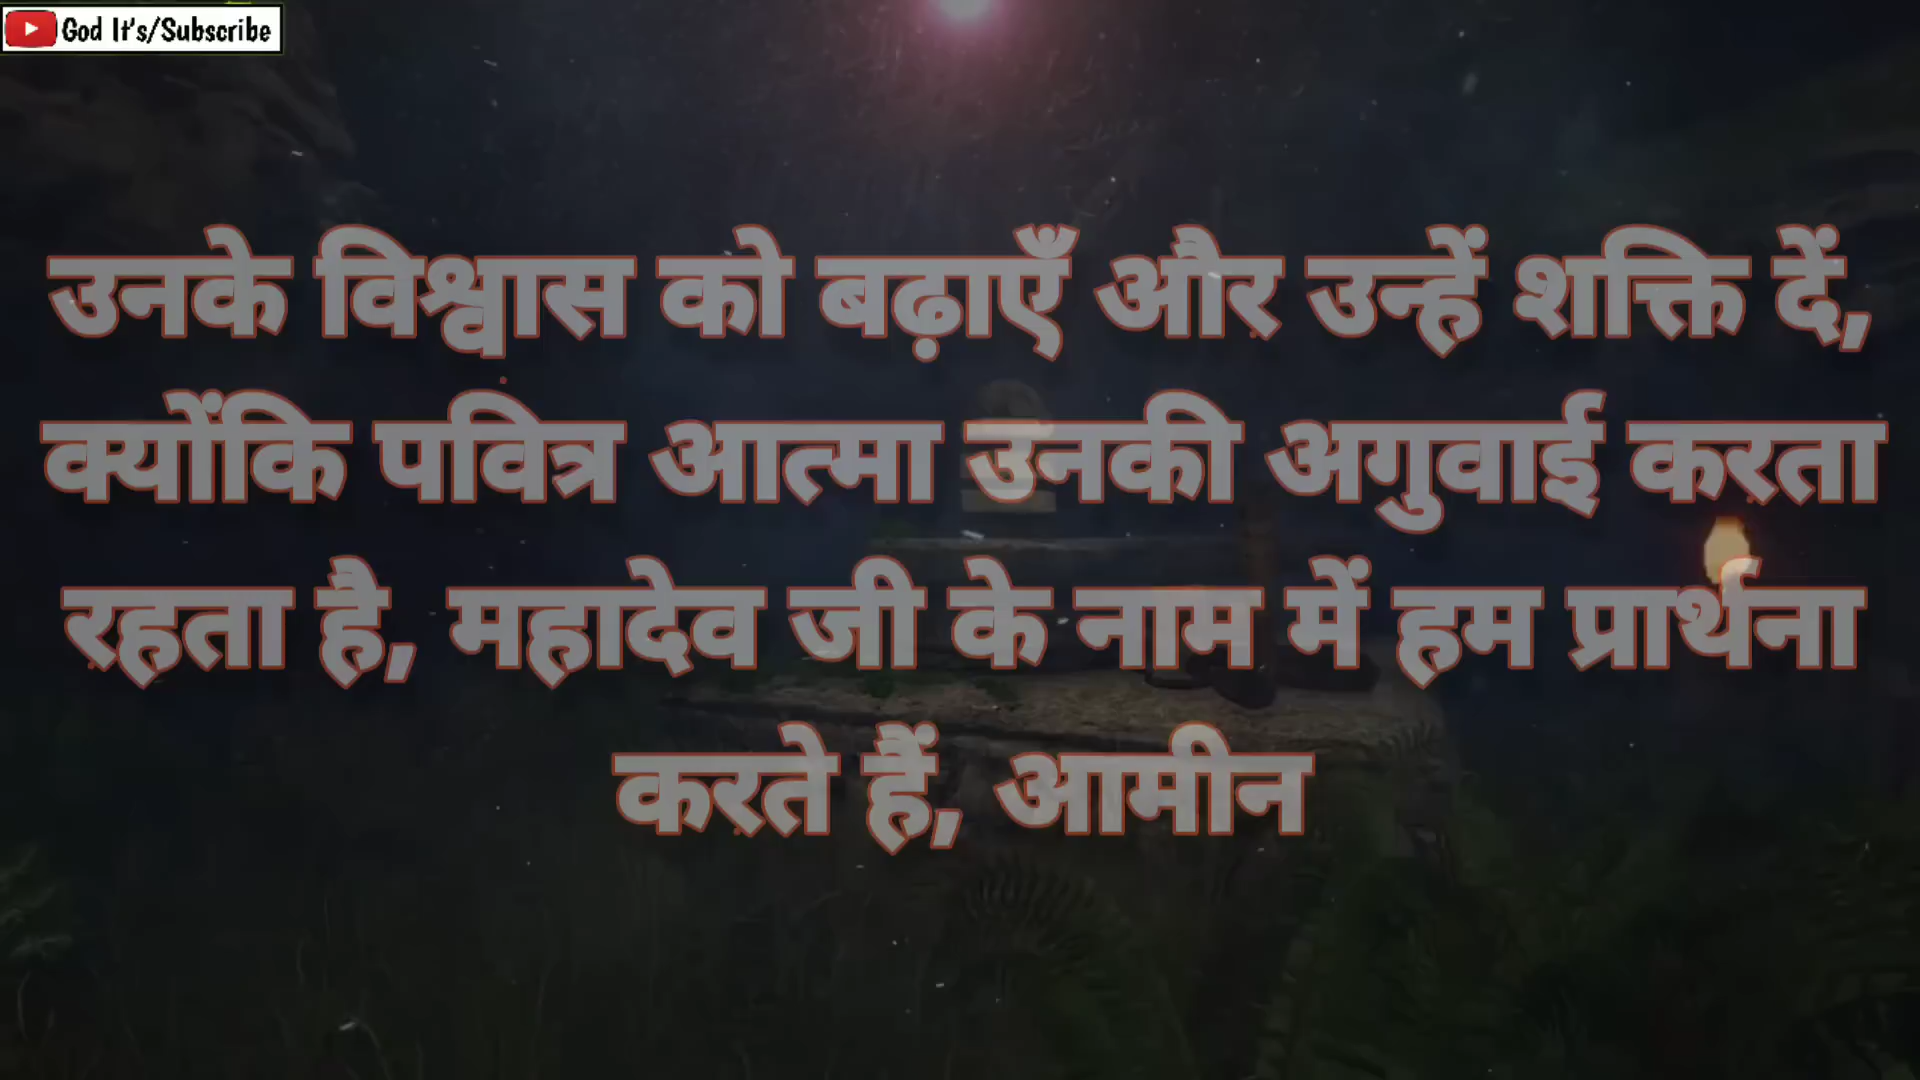 God It's/Subscribe
उनके विश्वास को बढ़ाएँ और उन्हें शक्ति दें,
क्योंकि पवित्र आत्मा उनकी अगुवाई करता
रहता है, महादेव जी के नाम में हम प्रार्थना
करते हैं, आमीन